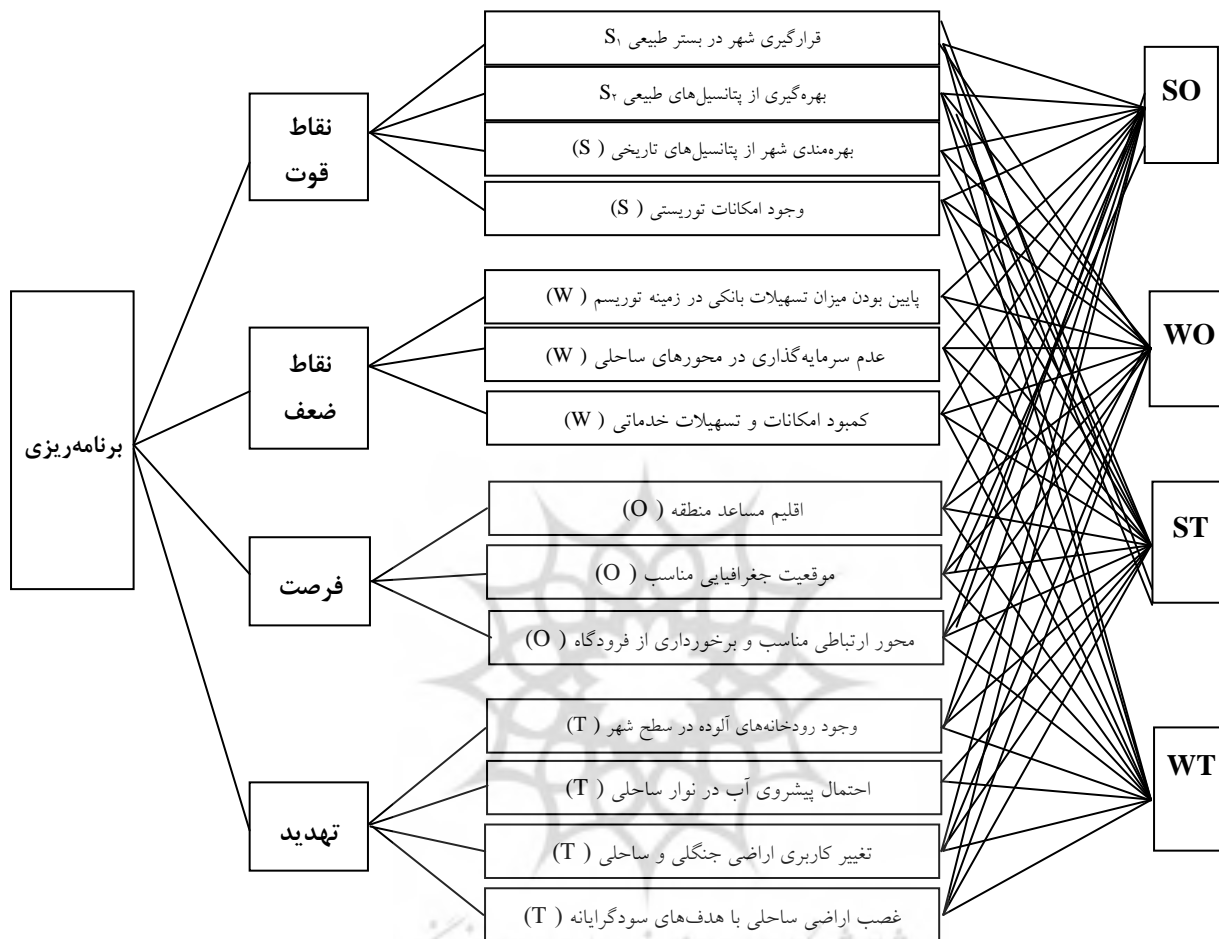 برنامه‌ریزی
نقاط
قوت
نقاط
ضعف
فرصت
تهدید
قرارگیری شهر در بستر طبیعی S۱
بهره‌گیری از پتانسیل‌های طبیعی S۲
بهره‌مندی شهر از پتانسیل‌های تاریخی ( S)
وجود امکانات توریستی ( S)
پایین بودن میزان تسهیلات بانکی در زمینه توریسم ( W)
عدم سرمایه‌گذاری در محورهای ساحلی ( W)
کمبود امکانات و تسهیلات خدماتی ( W)
اقلیم مساعد منطقه ( O)
موقعیت جغرافیایی مناسب ( O)
محور ارتباطی مناسب و برخورداری از فرودگاه ( O)
وجود رودخانه‌های آلوده در سطح شهر ( T)
احتمال پیشروی آب در نوار ساحلی ( T)
تغییر کاربری اراضی جنگلی و ساحلی ( T)
غصب اراضی ساحلی با هدف‌های سودگرایانه ( T)
SO
WO
ST
WT